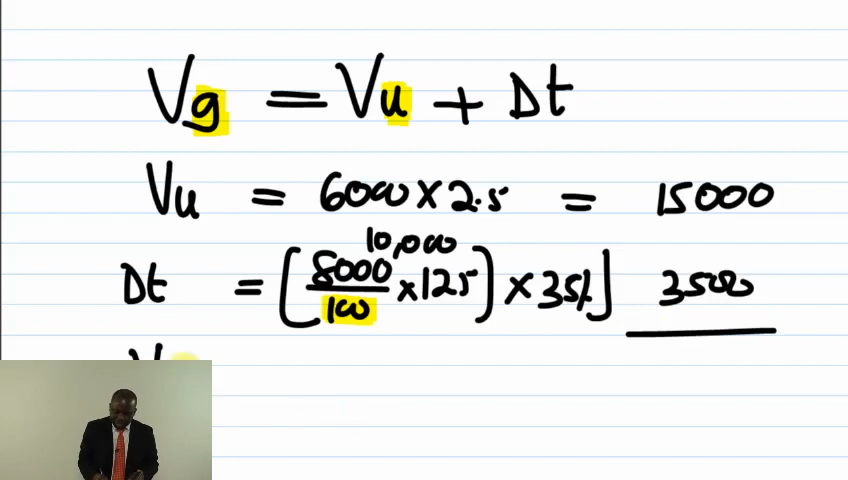 Vg = Vu + Dt
Vu = 6000 x 2.5 = 15000
10,000
Dt = [8000/100 x 125) x 35%] 3500
V